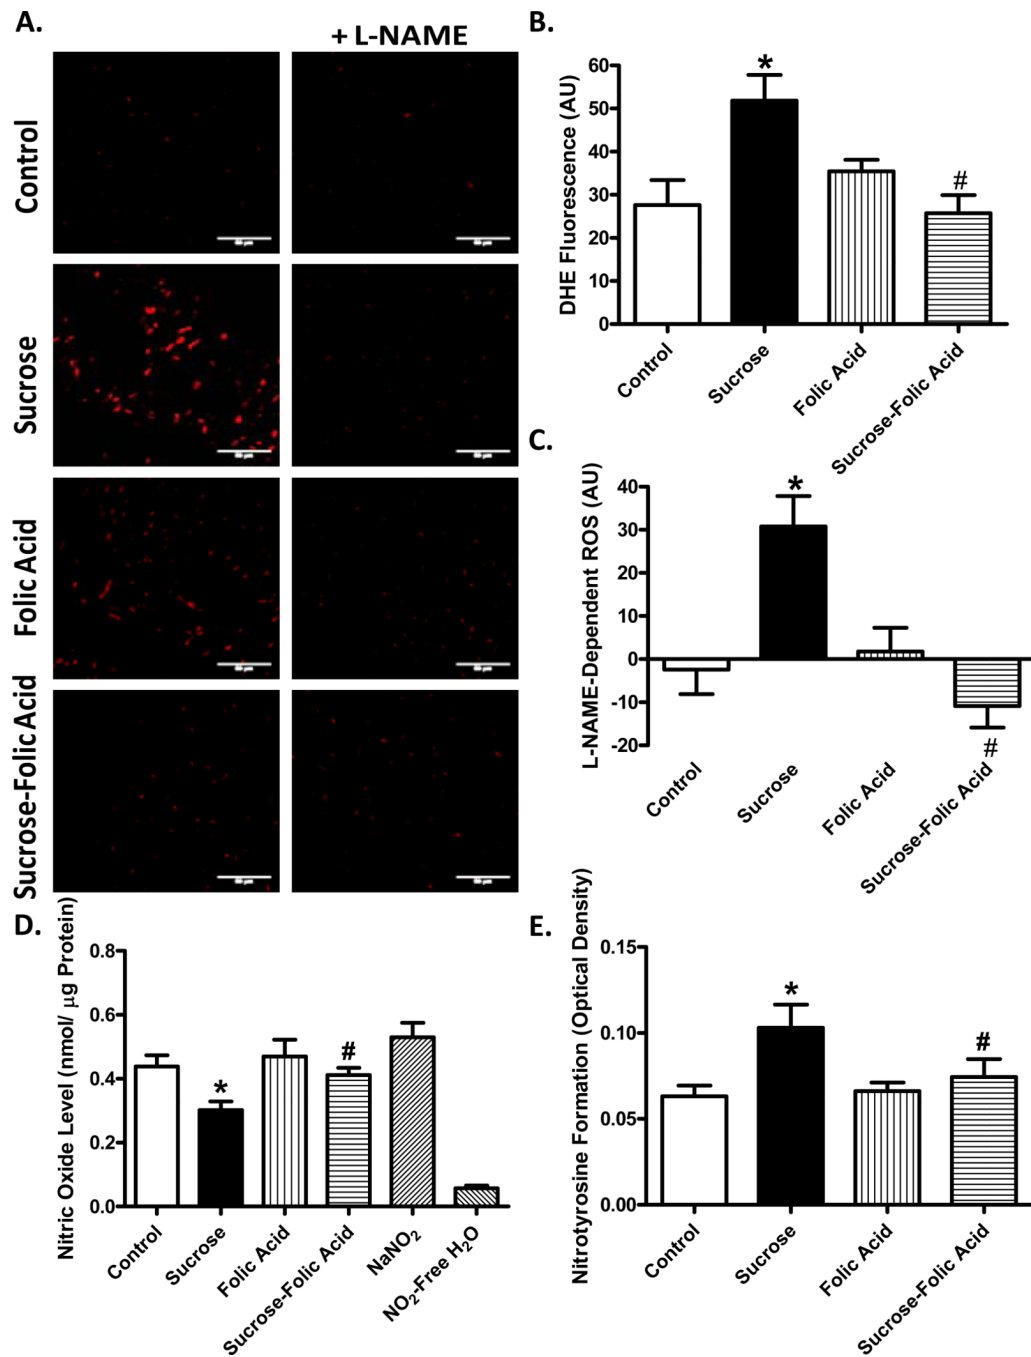 A.
+ L-NAME
Control
Sucrose
Folic Acid
Sucrose-Folic Acid
B.
DHE Fluorescence (AU)
60
50
40
30
20
10
0
*
#
Control
Sucrose
Folic Acid
Sucrose-Folic Acid
C.
L-NAME-Dependent ROS (AU)
40
30
20
10
0
-10
-20
*
#
Control
Sucrose
Folic Acid
Sucrose-Folic Acid
D.
Nitric Oxide Level (nmol/ µg Protein)
0.8
0.6
0.4
0.2
0.0
*
#
Control
Sucrose
Folic Acid
Sucrose-Folic Acid
NaNO₂
NO₂-Free H₂O
E.
Nitrotyrosine Formation (Optical Density)
0.15
0.10
0.05
0.00
*
#
Control
Sucrose
Folic Acid
Sucrose-Folic Acid